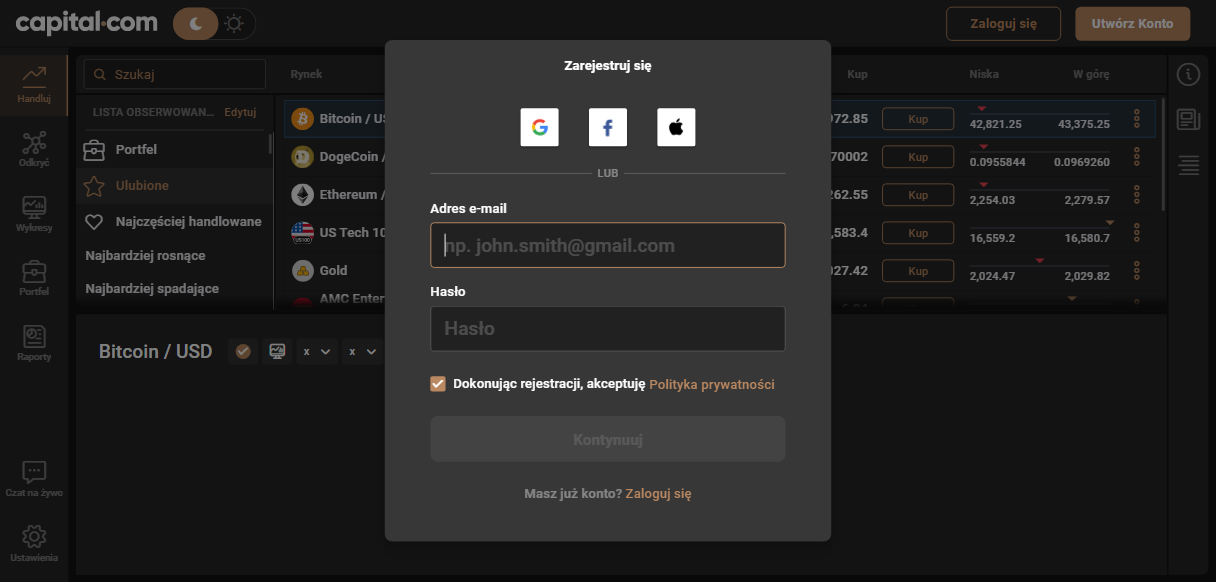 capital.com
Zaloguj się
Utwórz Konto
Handluj
Odkryć
Wykresy
Portfel
Raporty
Czat na żywo
Ustawienia
Szukaj
LISTA OBSERWOWAN... Edytuj
Portfel
Ulubione
Najczęściej handlowane
Najbardziej rosnące
Najbardziej spadające
Rynek Kup Niska W górę
Bitcoin / US 72.85 Kup 42,821.25 43,375.25
DogeCoin / 70002 Kup 0.0955844 0.0969260
Ethereum / 62.55 Kup 2,254.03 2,279.57
US Tech 10 ,583.4 Kup 16,559.2 16,580.7
Gold 27.42 Kup 2,024.47 2,029.82
AMC Enter
Bitcoin / USD x x
Zarejestruj się
LUB
Adres e-mail
np. john.smith@gmail.com
Hasło
Hasło
Dokonując rejestracji, akceptuję Polityka prywatności
Kontynuuj
Masz już konto? Zaloguj się